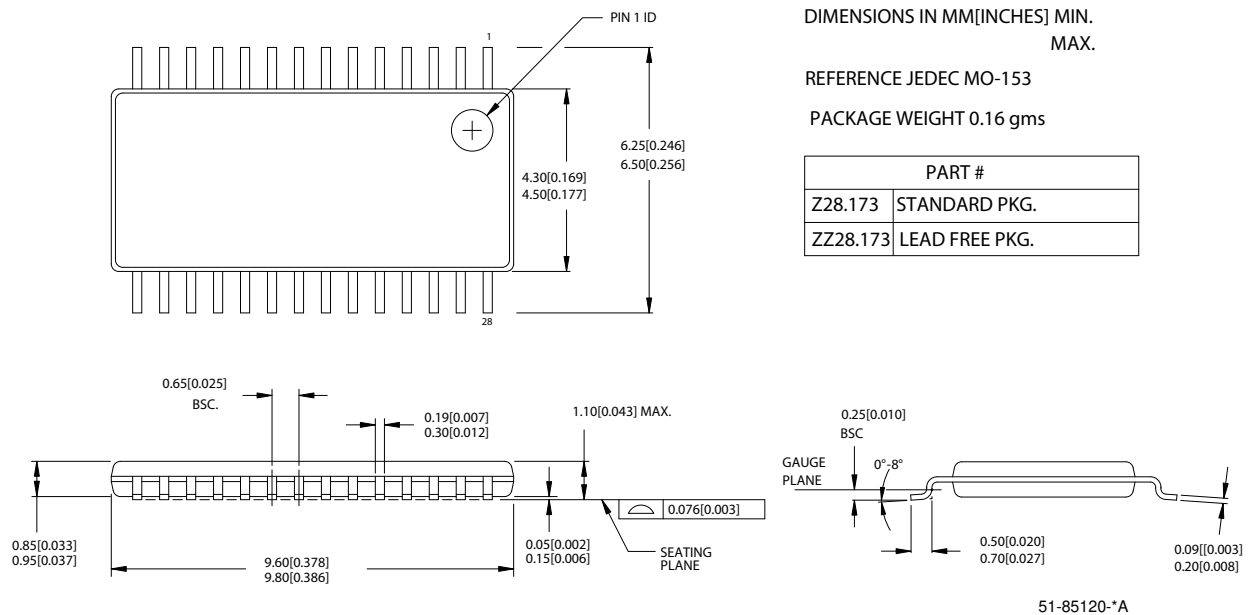 PIN 1 ID
1
DIMENSIONS IN MM[INCHES] MIN.
MAX.
REFERENCE JEDEC MO-153
PACKAGE WEIGHT 0.16 gms
PART #
Z28.173 STANDARD PKG.
ZZ28.173 LEAD FREE PKG.
4.30[0.169]
4.50[0.177]
6.25[0.246]
6.50[0.256]
28
0.65[0.025]
BSC.
0.19[0.007]
0.30[0.012]
1.10[0.043] MAX.
0.85[0.033]
0.95[0.037]
9.60[0.378]
9.80[0.386]
0.05[0.002]
0.15[0.006]
0.076[0.003]
SEATING
PLANE
0.25[0.010]
BSC
GAUGE
PLANE
0°-8°
0.50[0.020]
0.70[0.027]
0.09[[0.003]
0.20[0.008]
51-85120-*A